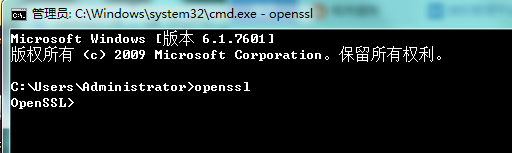 管理员: C:\Windows\system32\cmd.exe - openssl
Microsoft Windows [版本 6.1.7601]
版权所有 (c) 2009 Microsoft Corporation。保留所有权利。
C:\Users\Administrator>openssl
OpenSSL>